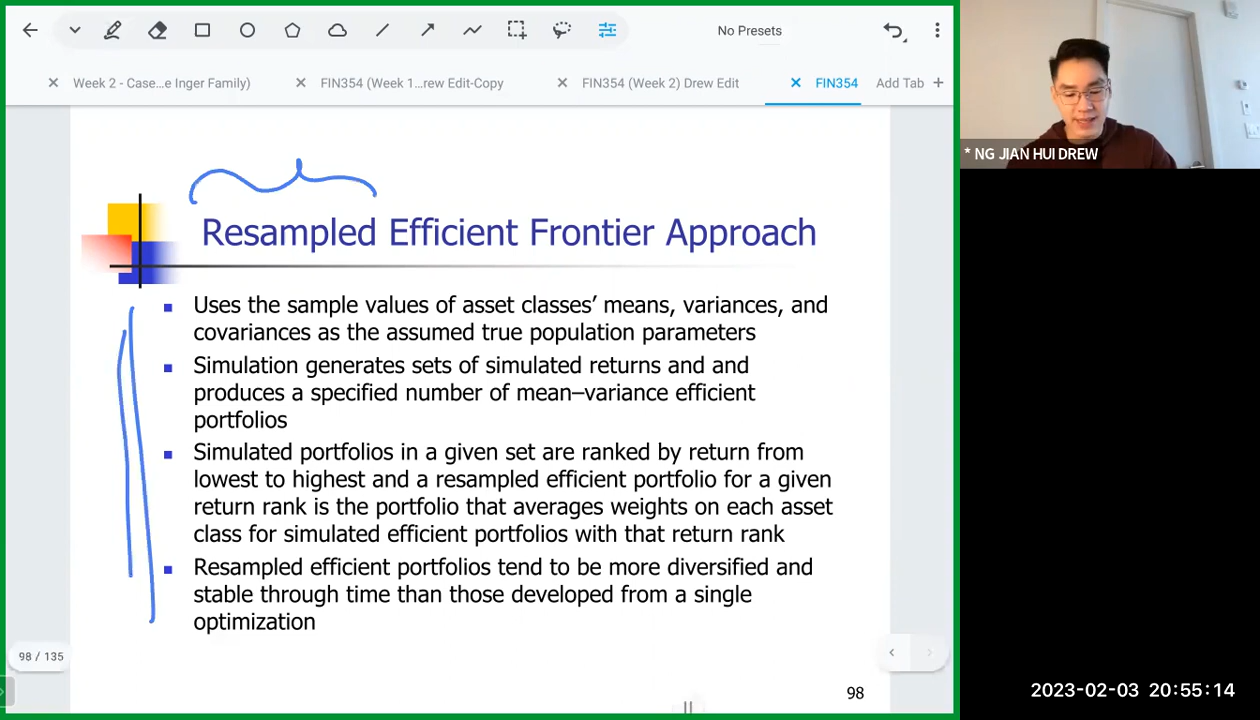 No Presets
Week 2 - Case...e Inger Family)
FIN354 (Week 1...rew Edit-Copy
FIN354 (Week 2) Drew Edit
FIN354
Add Tab
* NG JIAN HUI DREW
Resampled Efficient Frontier Approach
Uses the sample values of asset classes’ means, variances, and
covariances as the assumed true population parameters
Simulation generates sets of simulated returns and and
produces a specified number of mean–variance efficient
portfolios
Simulated portfolios in a given set are ranked by return from
lowest to highest and a resampled efficient portfolio for a given
return rank is the portfolio that averages weights on each asset
class for simulated efficient portfolios with that return rank
Resampled efficient portfolios tend to be more diversified and
stable through time than those developed from a single
optimization
98 / 135
98
2023-02-03 20:55:14